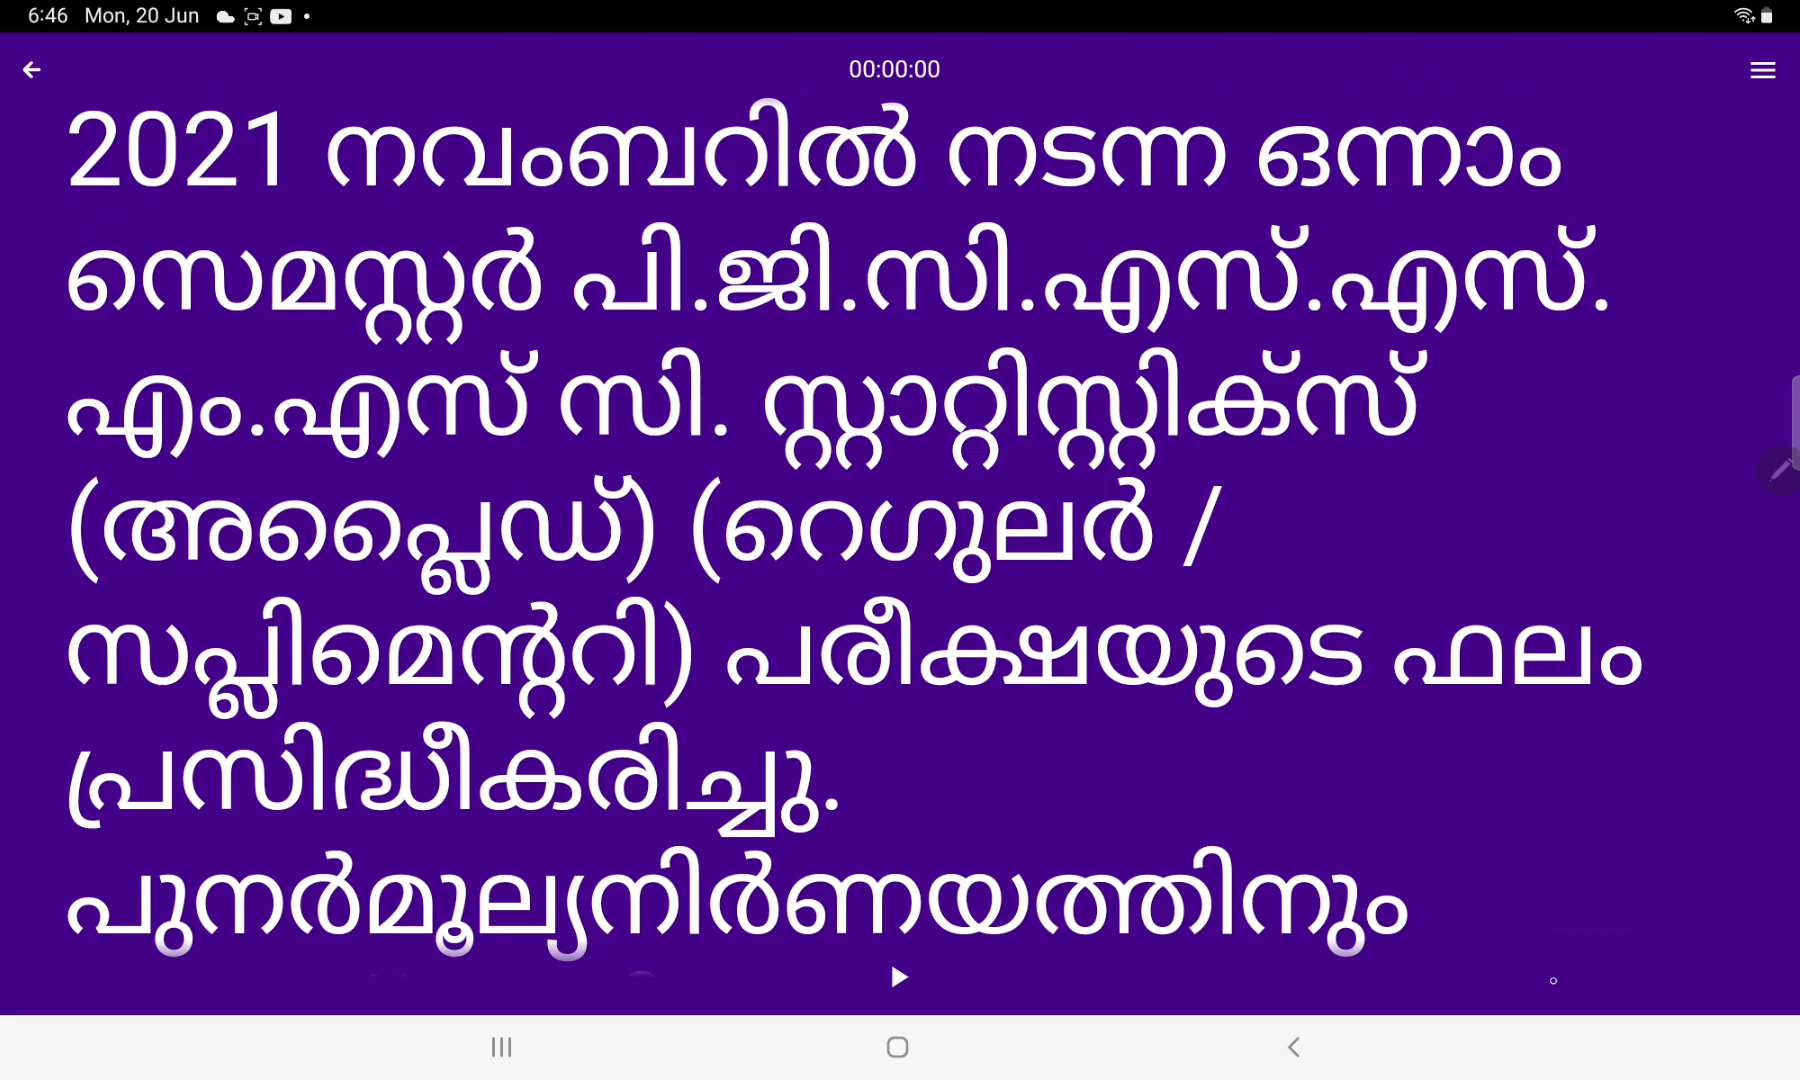 6:46 Mon, 20 Jun
00:00:00
2021 നവംബറിൽ നടന്ന ഒന്നാം
സെമസ്റ്റർ പി.ജി.സി.എസ്.എസ്.
എം.എസ് സി. സ്റ്റാറ്റിസ്റ്റിക്സ്
(അപ്ലൈഡ്) (റെഗുലർ /
സപ്ലിമെന്ററി) പരീക്ഷയുടെ ഫലം
പ്രസിദ്ധീകരിച്ചു.
പുനർമൂല്യനിർണയത്തിനും